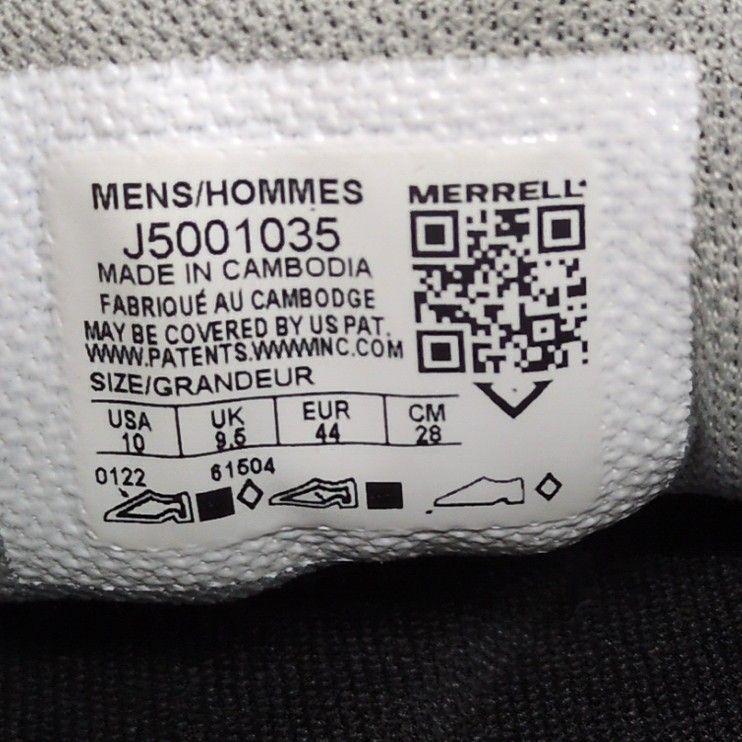 MENS/HOMMES
MERRELL
J5001035
MADE IN CAMBODIA
FABRIQUÉ AU CAMBODGE
MAY BE COVERED BY US PAT.
WWW.PATENTS.WWWINC.COM
SIZE/GRANDEUR
USA UK EUR CM
10 9.5 44 28
0122 61504